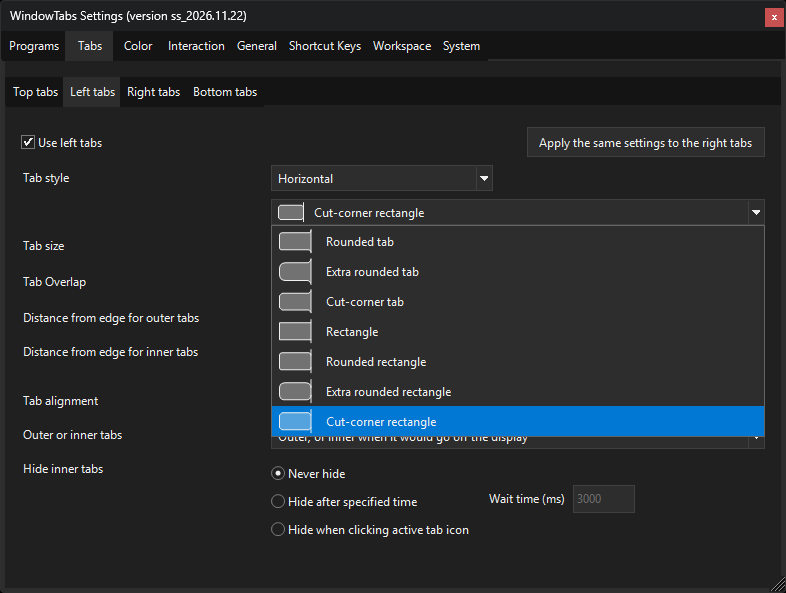 WindowTabs Settings (version ss_2026.11.22)
x
Programs Tabs Color Interaction General Shortcut Keys Workspace System
Top tabs Left tabs Right tabs Bottom tabs
Use left tabs
Apply the same settings to the right tabs
Tab style
Horizontal
Cut-corner rectangle
Rounded tab
Extra rounded tab
Cut-corner tab
Rectangle
Rounded rectangle
Extra rounded rectangle
Cut-corner rectangle
Tab size
Tab Overlap
Distance from edge for outer tabs
Distance from edge for inner tabs
Tab alignment
Outer or inner tabs
Outer, or inner when it would go off the display
Hide inner tabs
Never hide
Hide after specified time
Wait time (ms)
3000
Hide when clicking active tab icon